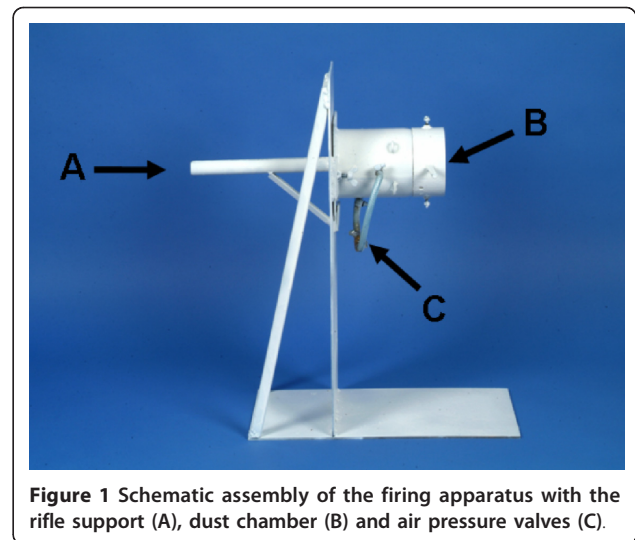 A
B
C
Figure 1 Schematic assembly of the firing apparatus with the
rifle support (A), dust chamber (B) and air pressure valves (C).